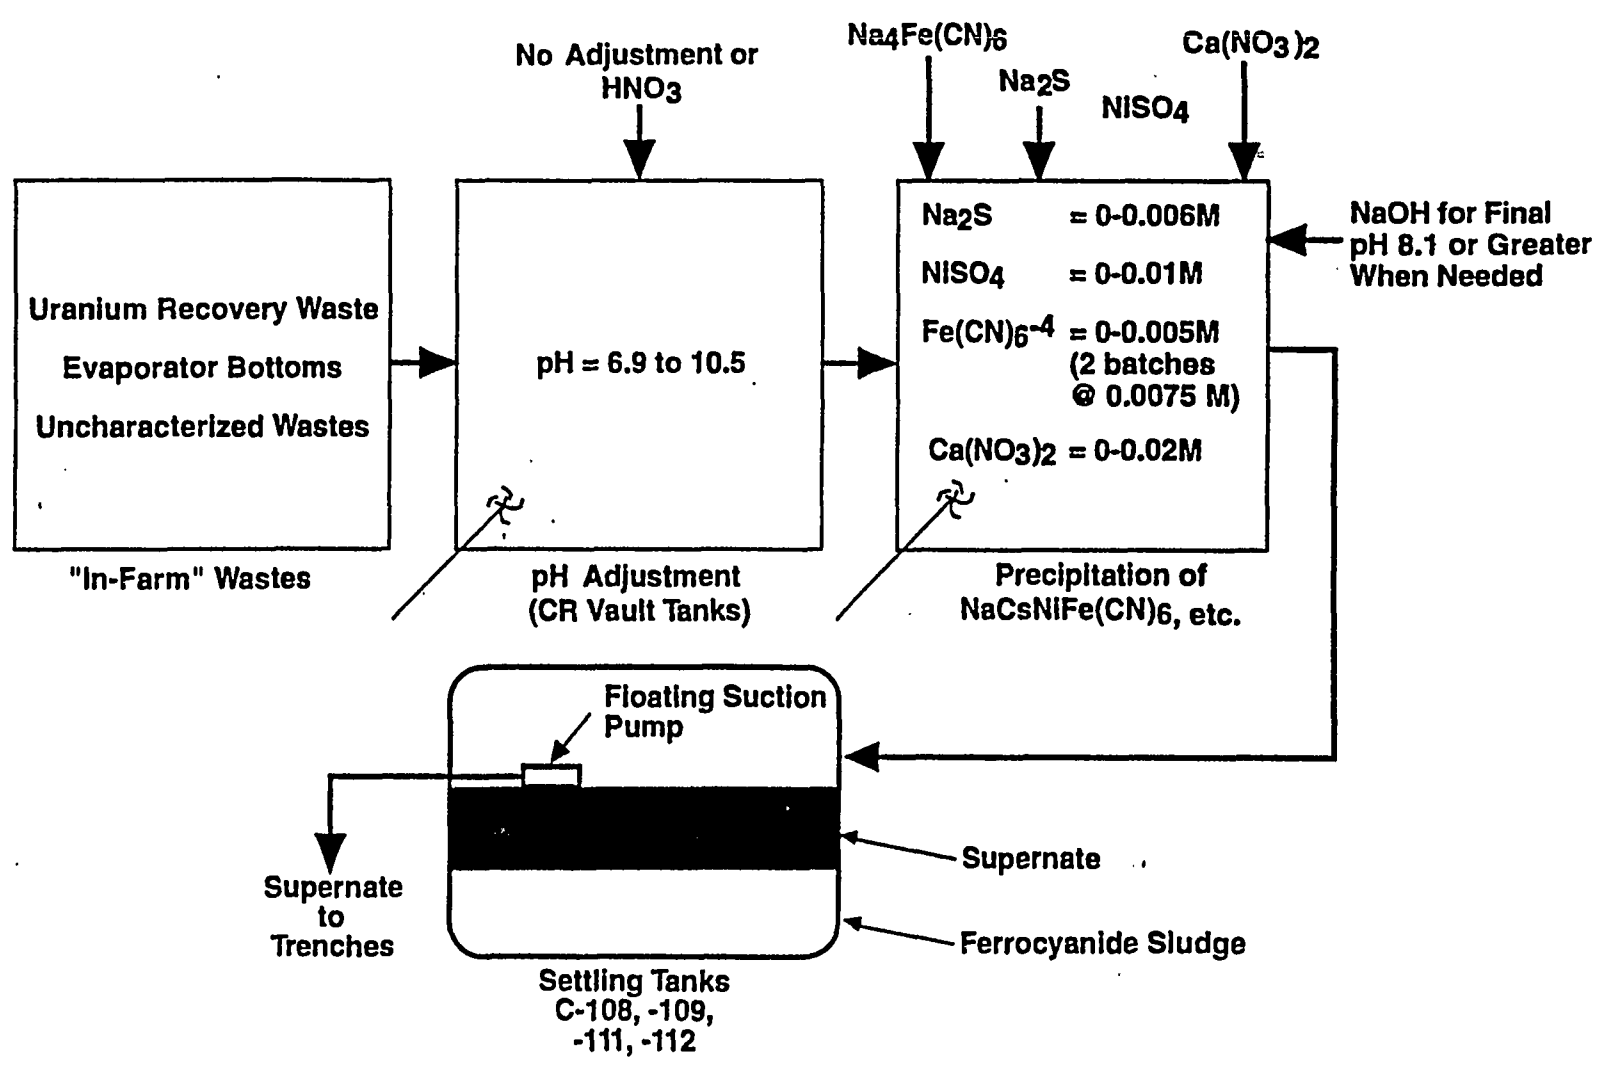 No Adjustment or
HNO3
Na4Fe(CN)6
Na2S
NiSO4
Ca(NO3)2
Uranium Recovery Waste
Evaporator Bottoms
Uncharacterized Wastes
"In-Farm" Wastes
pH = 6.9 to 10.5
pH Adjustment
(CR Vault Tanks)
Na2S = 0-0.006M
NiSO4 = 0-0.01M
Fe(CN)6-4 = 0-0.005M
(2 batches
@ 0.0075 M)
Ca(NO3)2 = 0-0.02M
Precipitation of
NaCsNiFe(CN)6, etc.
NaOH for Final
pH 8.1 or Greater
When Needed
Floating Suction
Pump
Supernate
to
Trenches
Supernate
Ferrocyanide Sludge
Settling Tanks
C-108, -109,
-111, -112